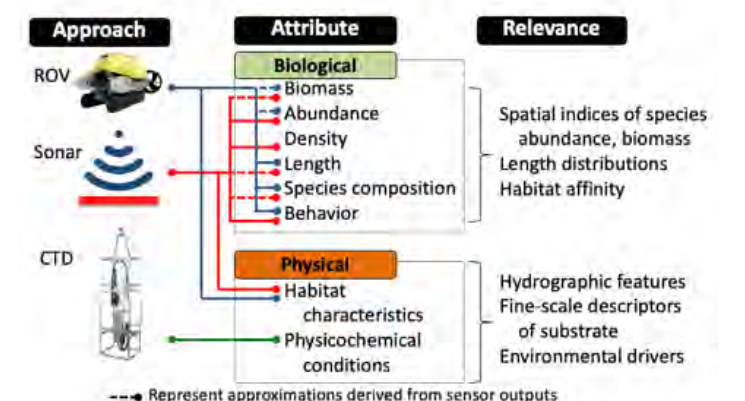 Approach
Attribute
Relevance
ROV
Sonar
CTD
Biological
Biomass
Abundance
Density
Length
Species composition
Behavior
Physical
Habitat
characteristics
Physicochemical
conditions
Spatial indices of species
abundance, biomass
Length distributions
Habitat affinity
Hydrographic features
Fine-scale descriptors
of substrate
Environmental drivers
Represent approximations derived from sensor outputs